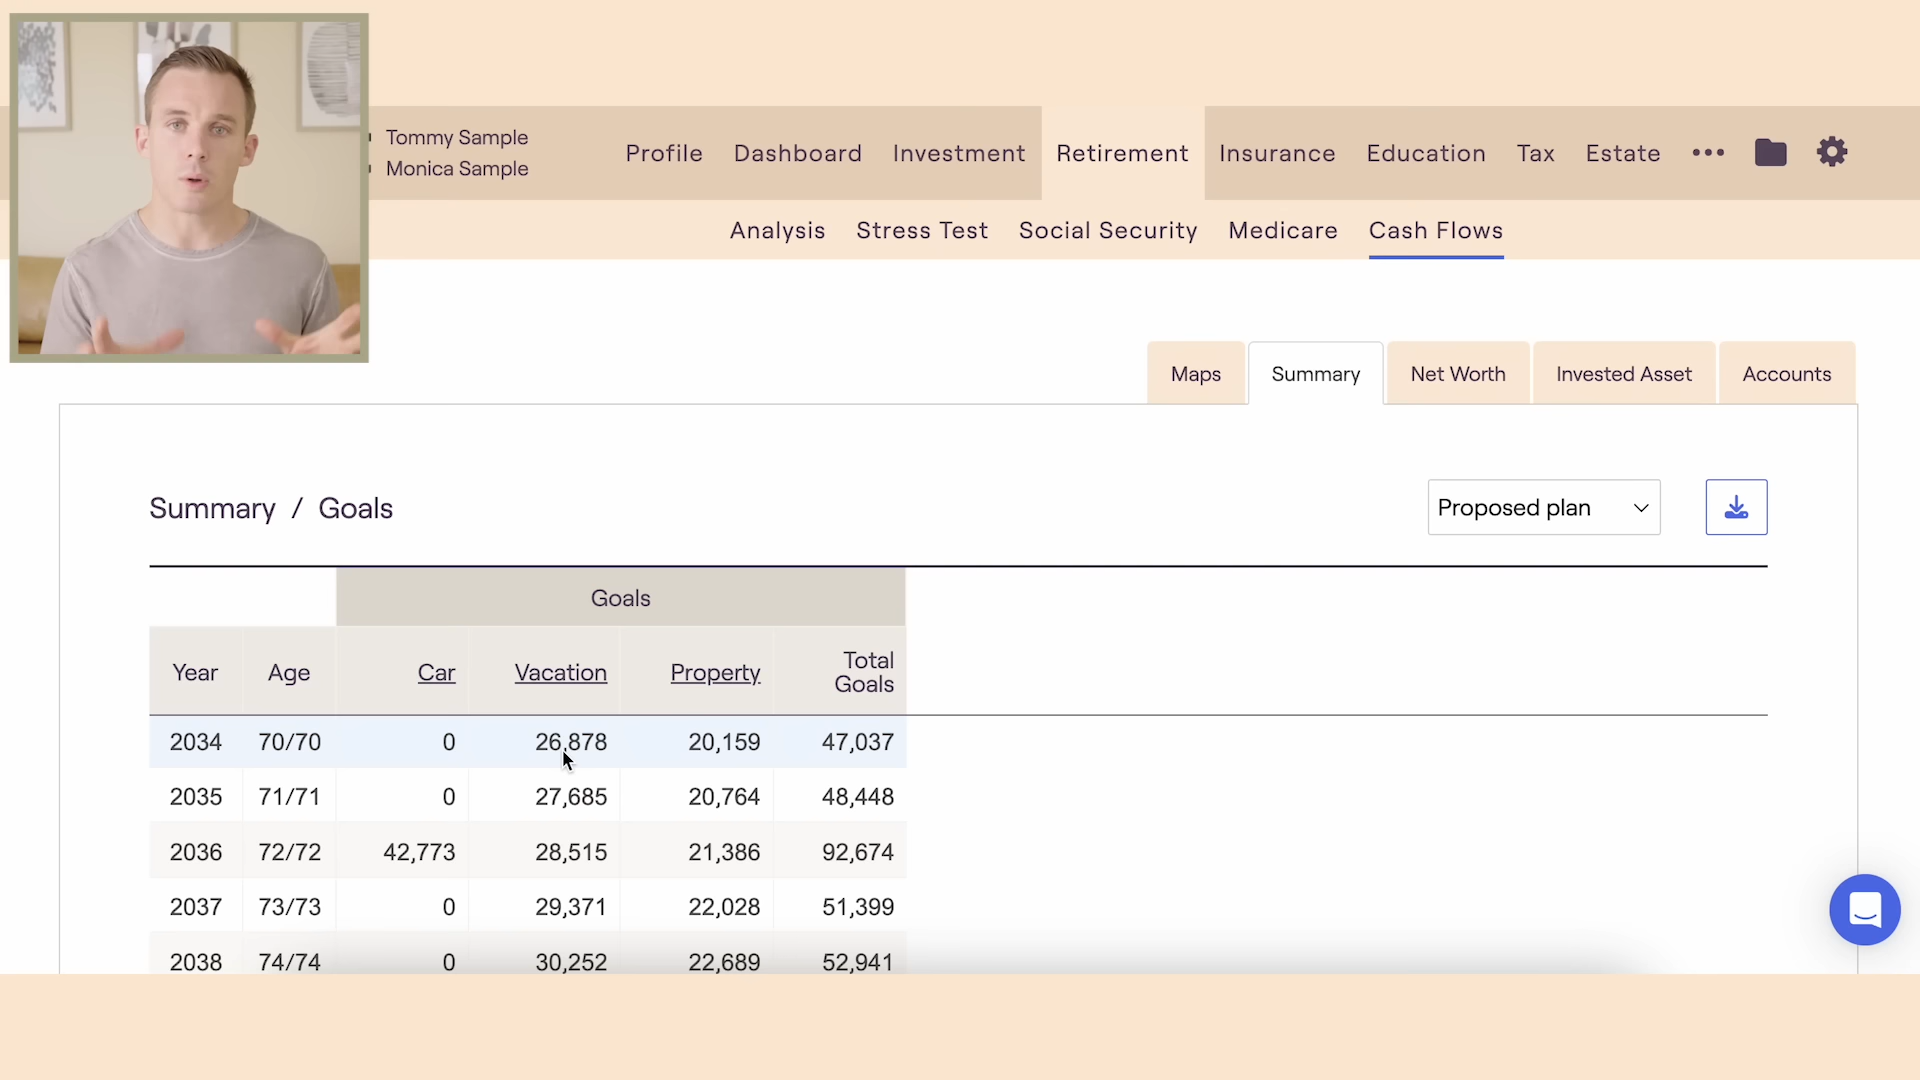 Tommy Sample
Monica Sample
Profile Dashboard Investment Retirement Insurance Education Tax Estate
Analysis Stress Test Social Security Medicare Cash Flows
Maps Summary Net Worth Invested Asset Accounts
Summary / Goals
Proposed plan
Goals
Year Age Car Vacation Property Total Goals
2034 70/70 0 26,878 20,159 47,037
2035 71/71 0 27,685 20,764 48,448
2036 72/72 42,773 28,515 21,386 92,674
2037 73/73 0 29,371 22,028 51,399
2038 74/74 0 30,252 22,689 52,941